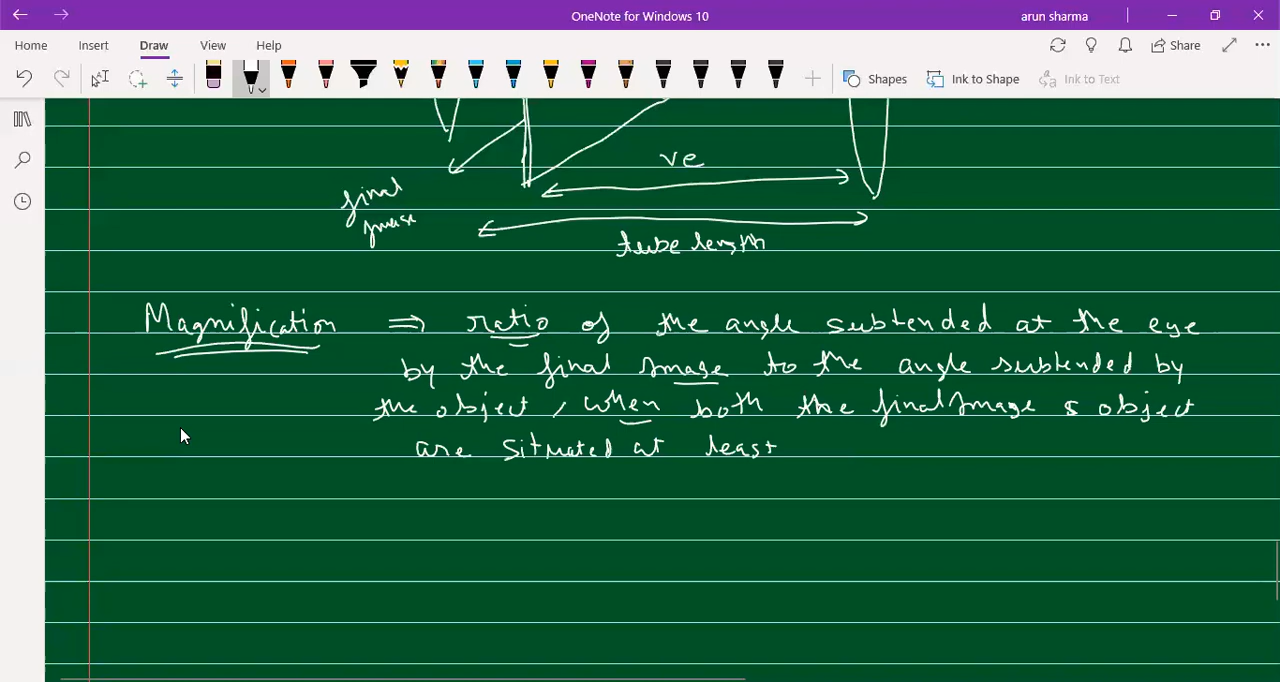 OneNote for Windows 10
arun sharma
Home Insert Draw View Help
Share
Shapes Ink to Shape Ink to Text
ve
final
Image
tube length
Magnification ⇒ ratio of the angle subtended at the eye
by the final Image to the angle subtended by
the object, when both the final Image & object
are situated at least